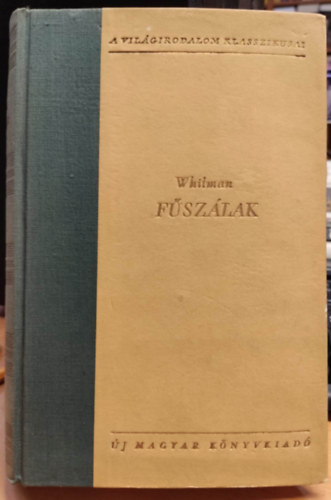 A VILÁGIRODALOM KLASSZIKUSAI
Whitman
FŰSZÁLAK
ÚJ MAGYAR KÖNYVKIADÓ